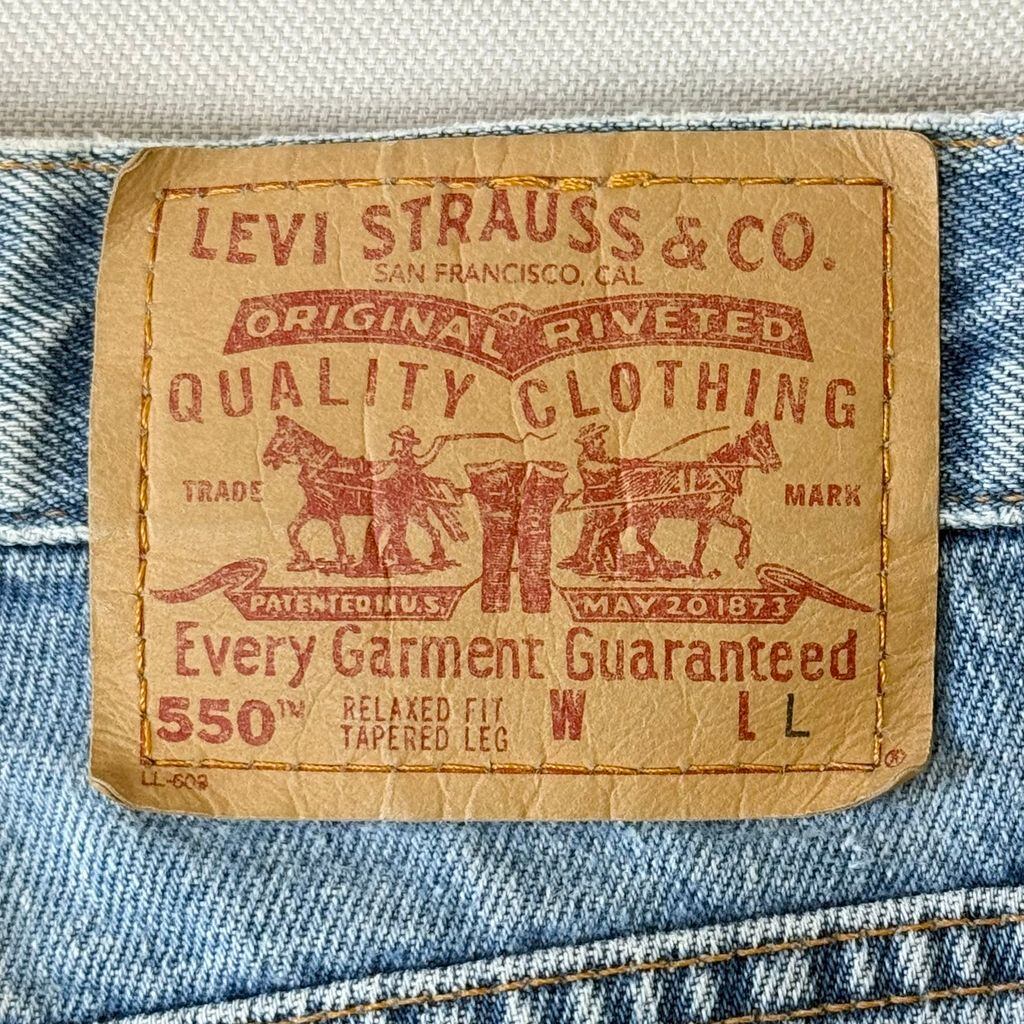 LEVI STRAUSS & CO.
SAN FRANCISCO, CAL
ORIGINAL RIVETED
QUALITY CLOTHING
TRADE MARK
PATENTED IN U.S. MAY 20 1873
Every Garment Guaranteed
550™ RELAXED FIT W L L
TAPERED LEG
®